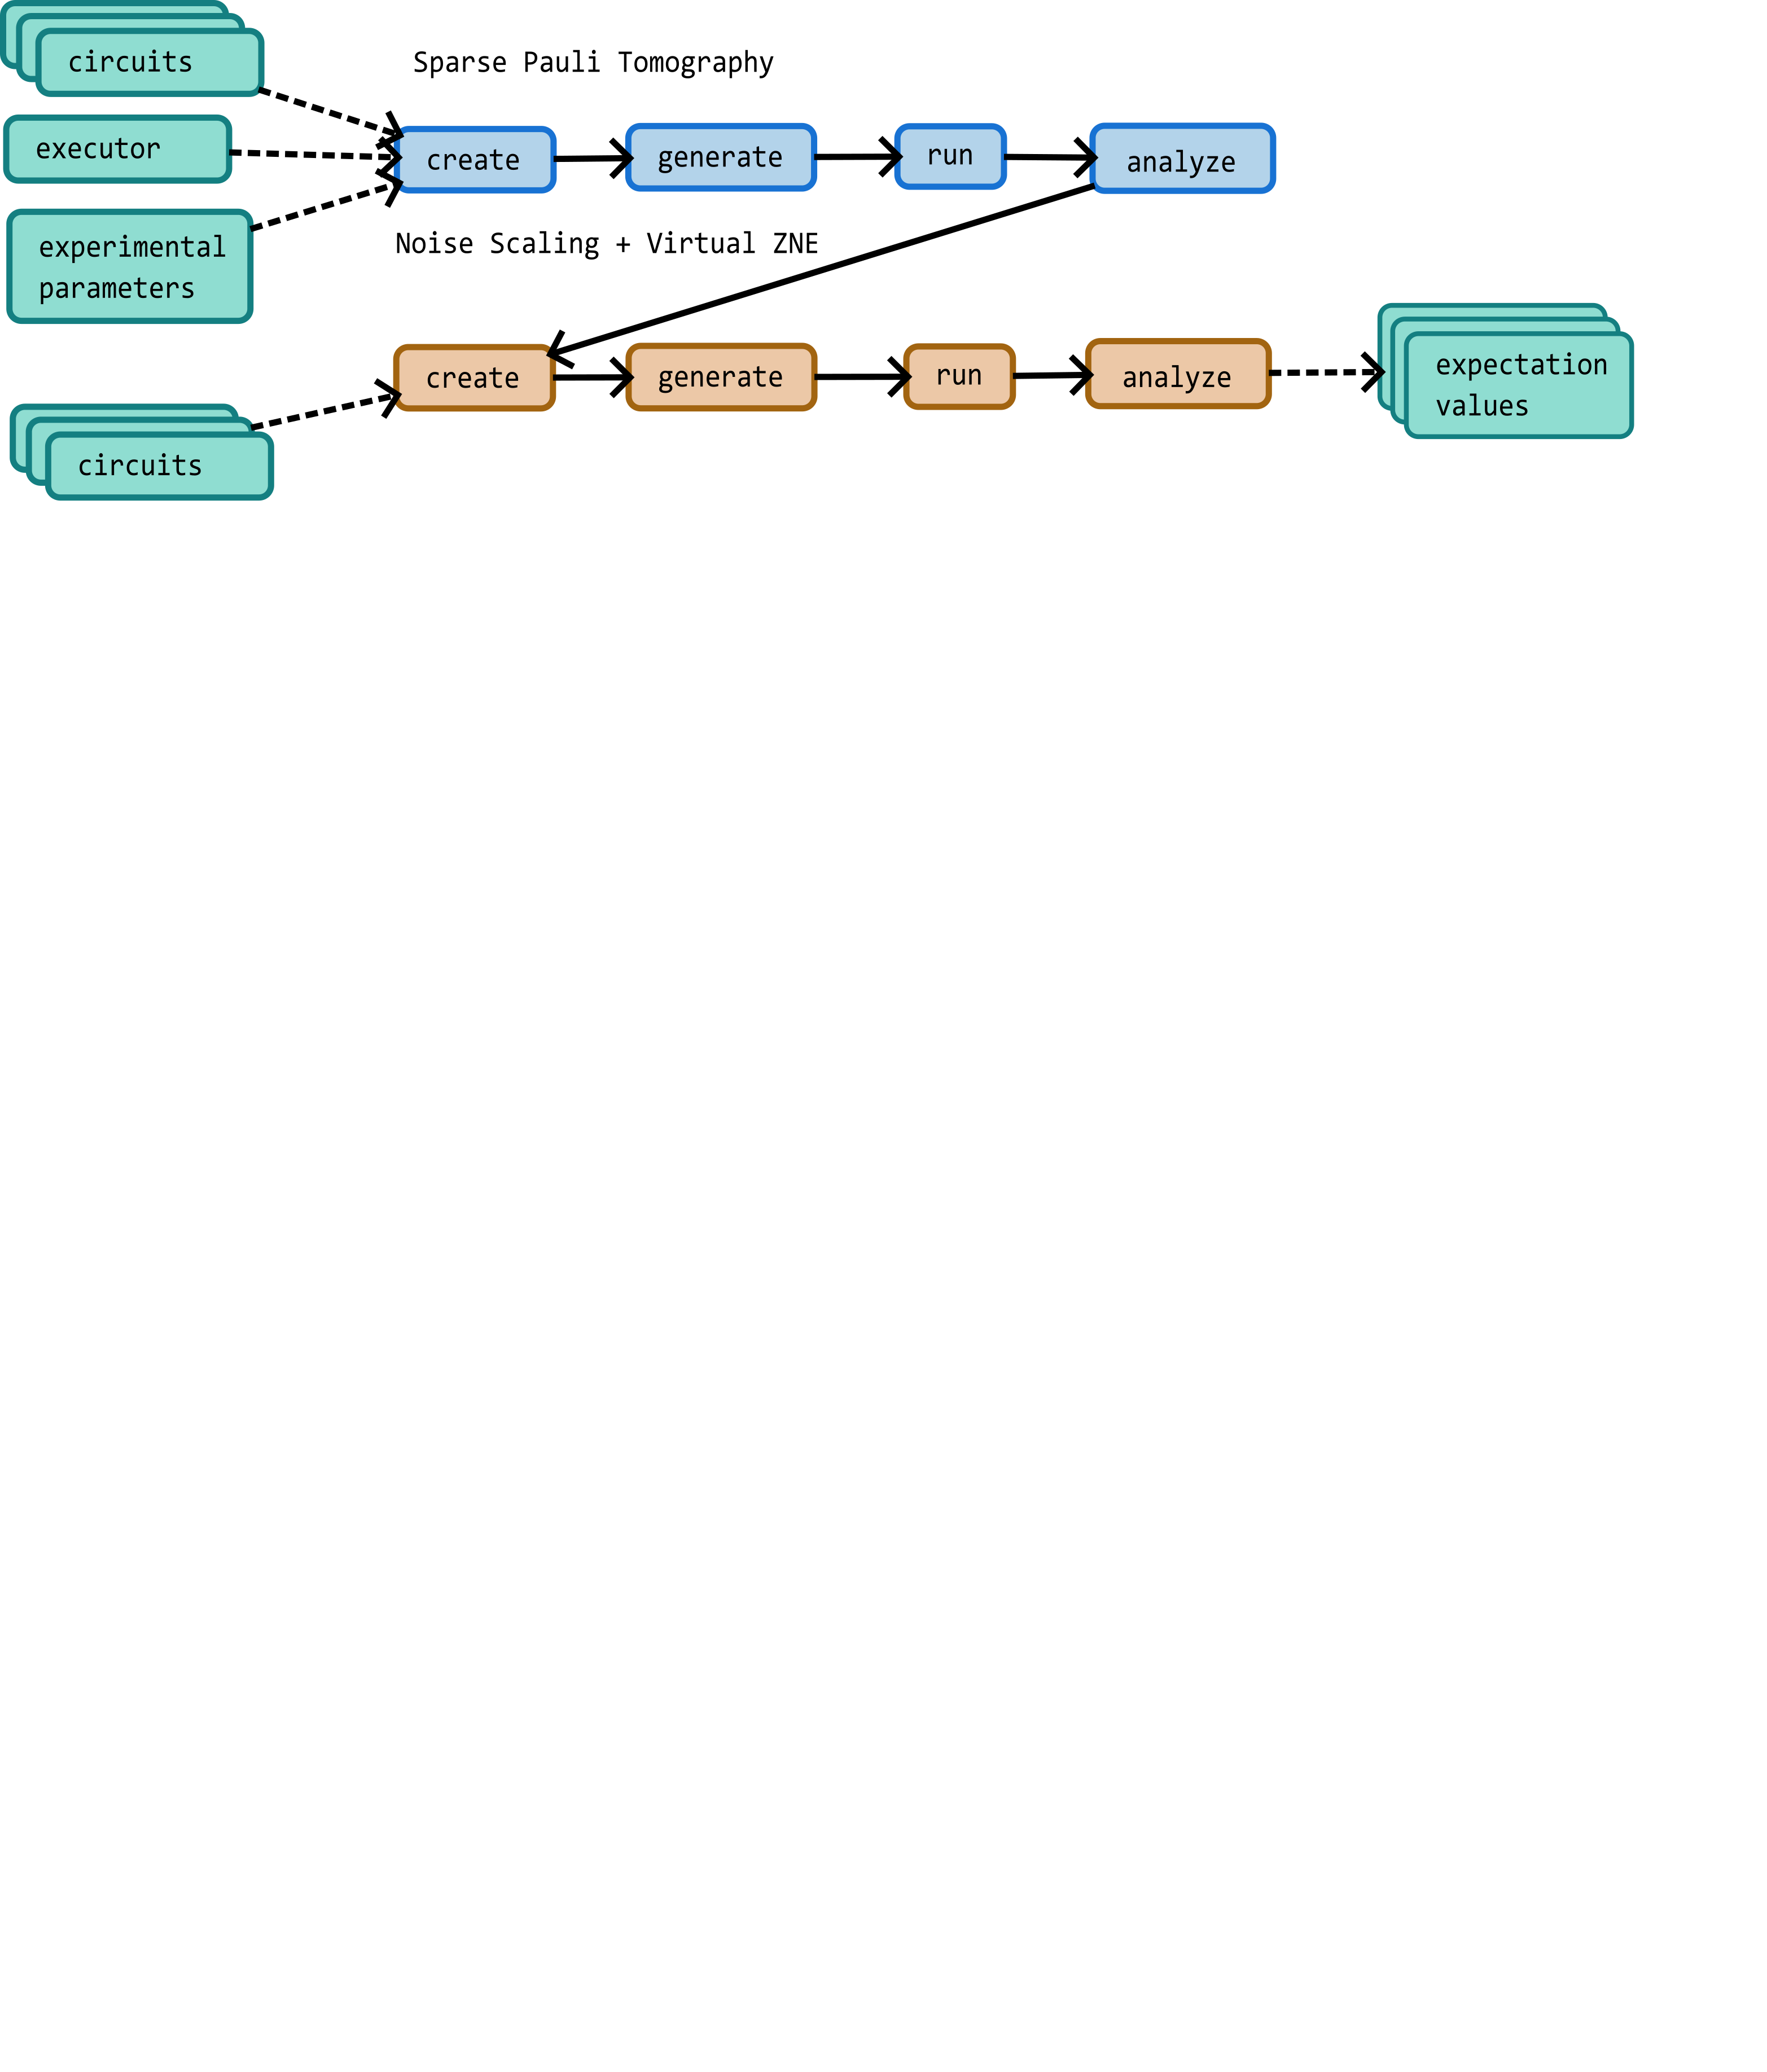 circuits
Sparse Pauli Tomography
executor
create
generate
run
analyze
experimental
parameters
Noise Scaling + Virtual ZNE
create
generate
run
analyze
expectation
values
circuits